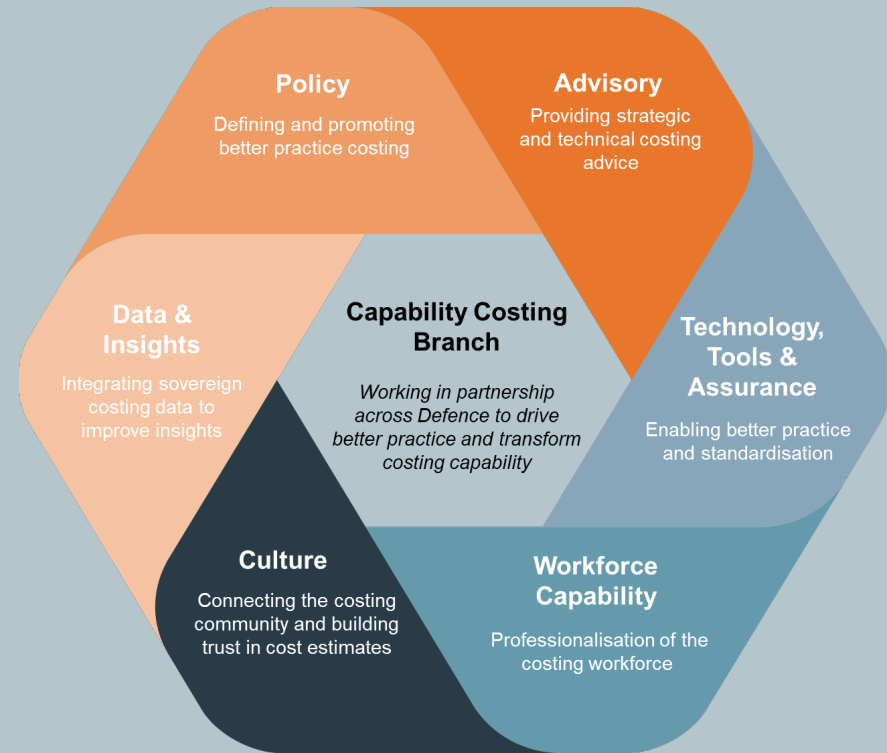 Policy
Defining and promoting
better practice costing
Advisory
Providing strategic
and technical costing
advice
Data &
Insights
Integrating sovereign
costing data to
improve insights
Capability Costing
Branch
Working in partnership
across Defence to drive
better practice and transform
costing capability
Technology,
Tools &
Assurance
Enabling better practice
and standardisation
Culture
Connecting the costing
community and building
trust in cost estimates
Workforce
Capability
Professionalisation of the
costing workforce